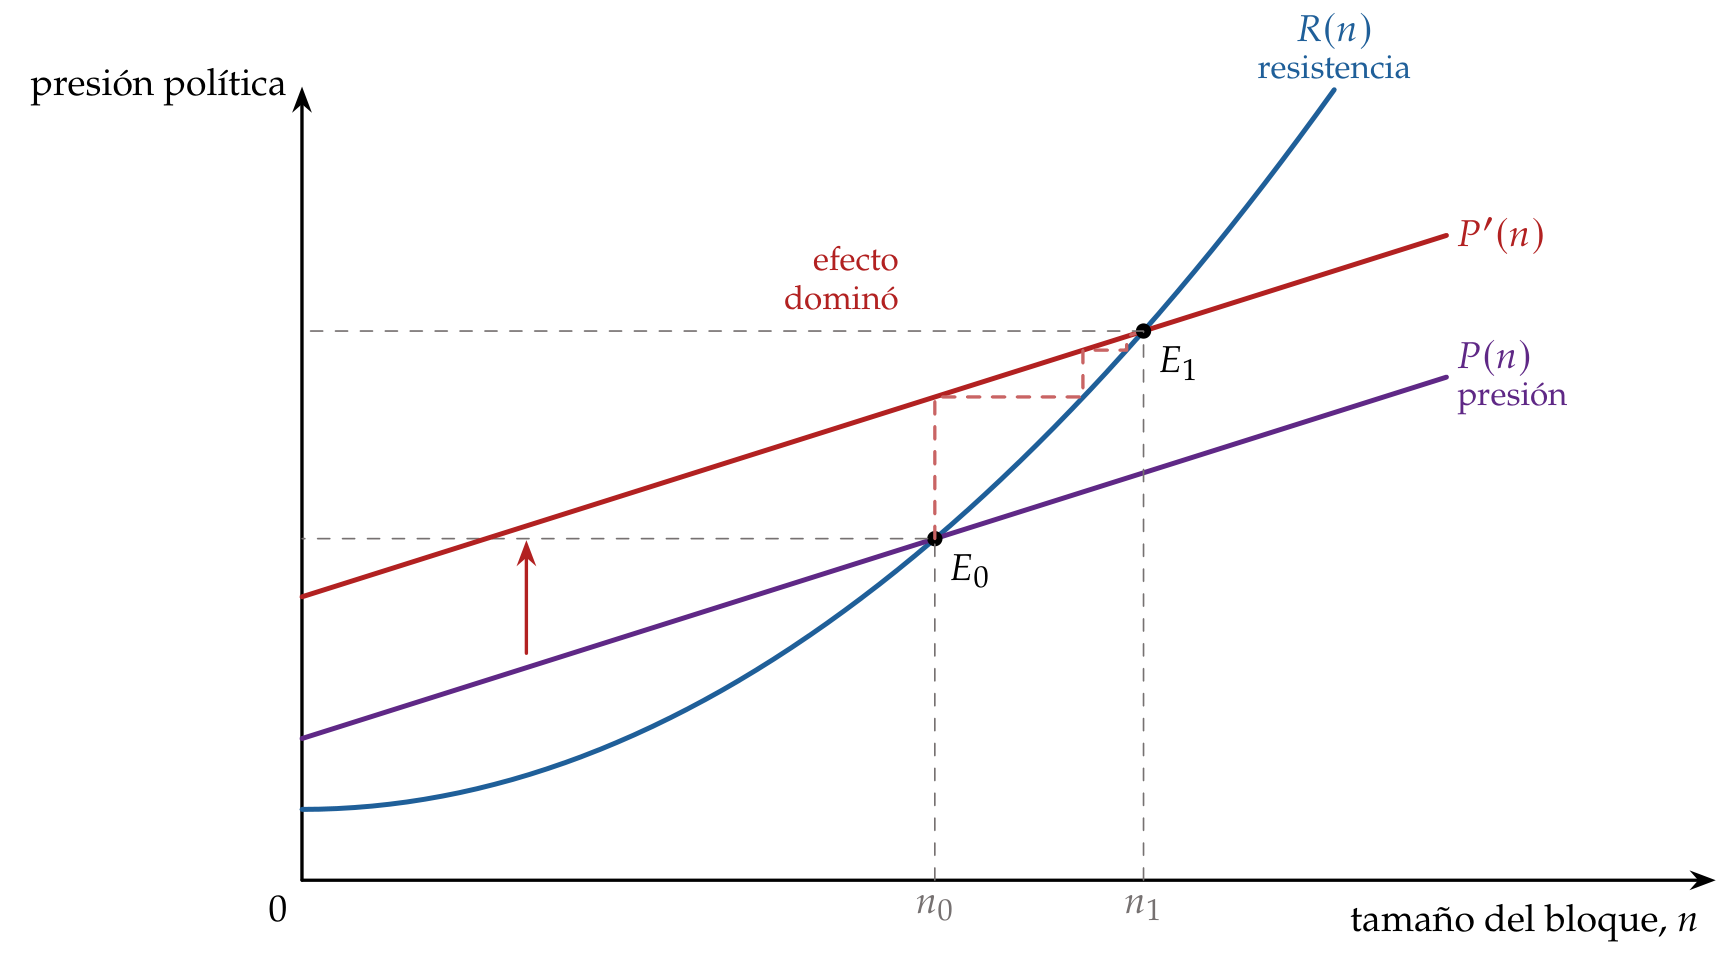 R(n)
resistencia
presión política
P′(n)
efecto
dominó
E₁
P(n)
presión
E₀
0
n₀
n₁
tamaño del bloque, n